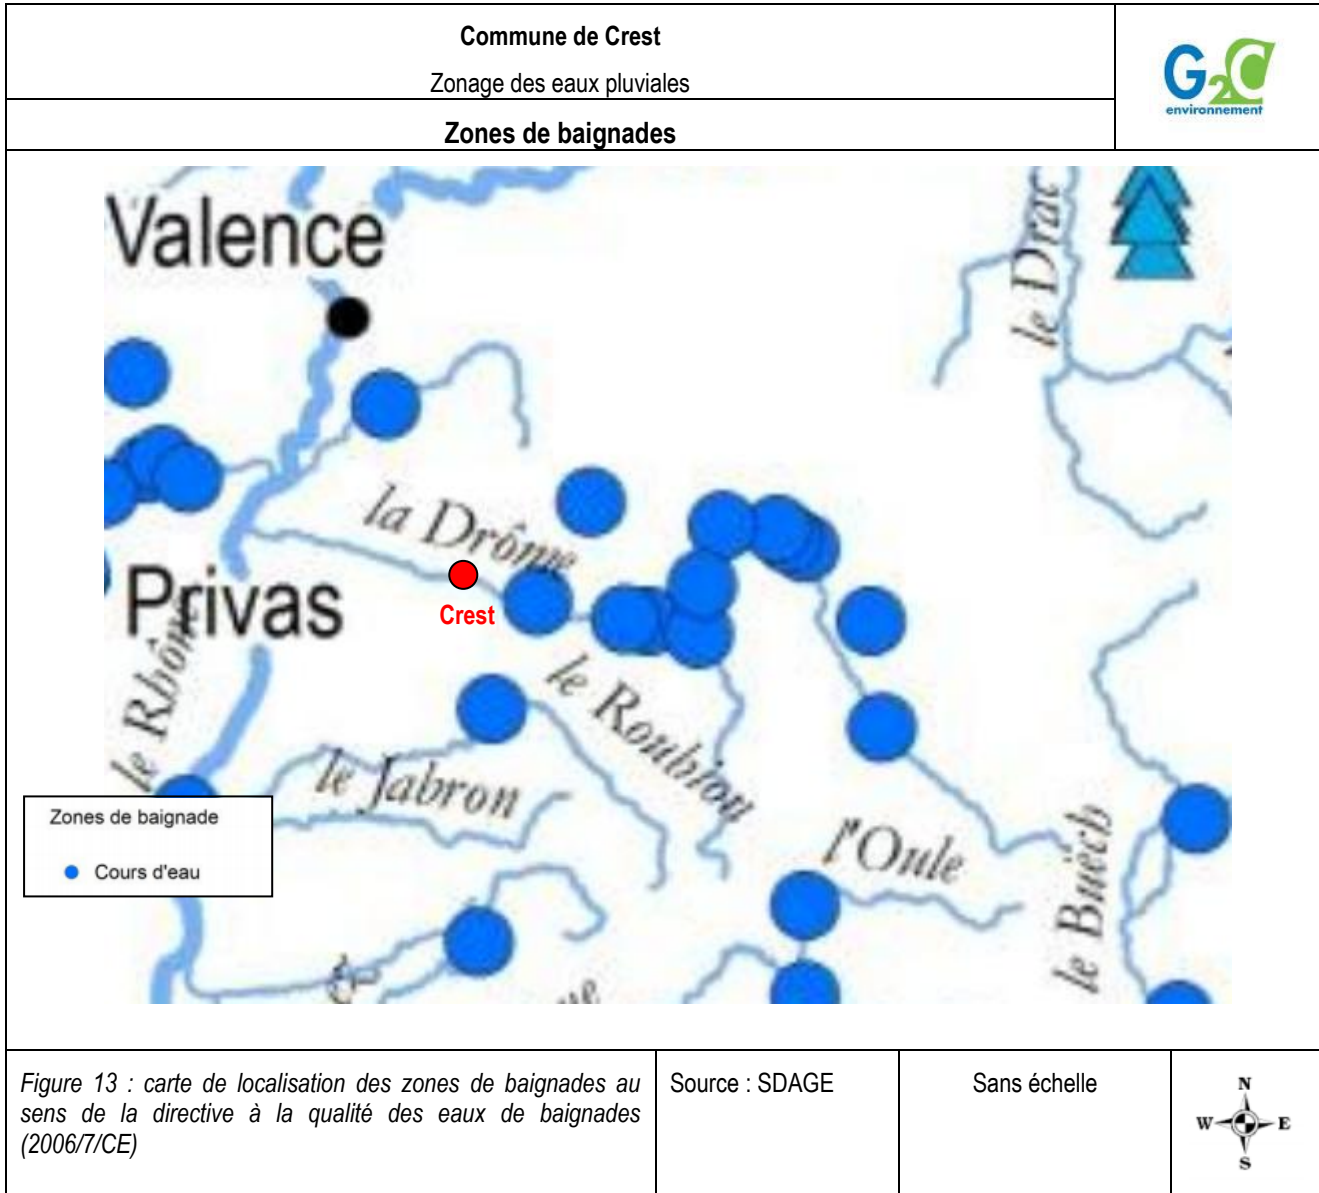 Commune de Crest
Zonage des eaux pluviales
G2C
environnement
Zones de baignades
Valence
le Drac
la Drôme
Crest
Privas
le Rhône
le Roubion
le Jabron
l'Oule
le Buëch
Zones de baignade
Cours d'eau
Figure 13 : carte de localisation des zones de baignades au
sens de la directive à la qualité des eaux de baignades
(2006/7/CE)
Source : SDAGE
Sans échelle
N
W E
S